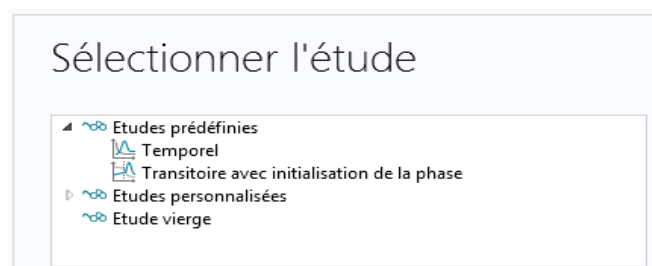 Sélectionner l'étude
Etudes prédéfinies
Temporel
Transitoire avec initialisation de la phase
Etudes personnalisées
Etude vierge